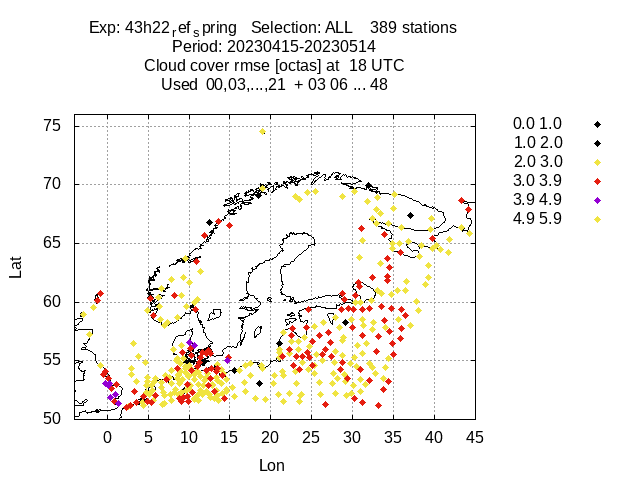 Exp: 43h22refspring   Selection: ALL    389 stations
Period: 20230415-20230514
Cloud cover rmse [octas] at  18 UTC
Used  00,03,...,21  + 03 06 ... 48
0.0 1.0
1.0 2.0
2.0 3.0
3.0 3.9
3.9 4.9
4.9 5.9
75
70
65
60
55
50
Lat
0 5 10 15 20 25 30 35 40 45
Lon